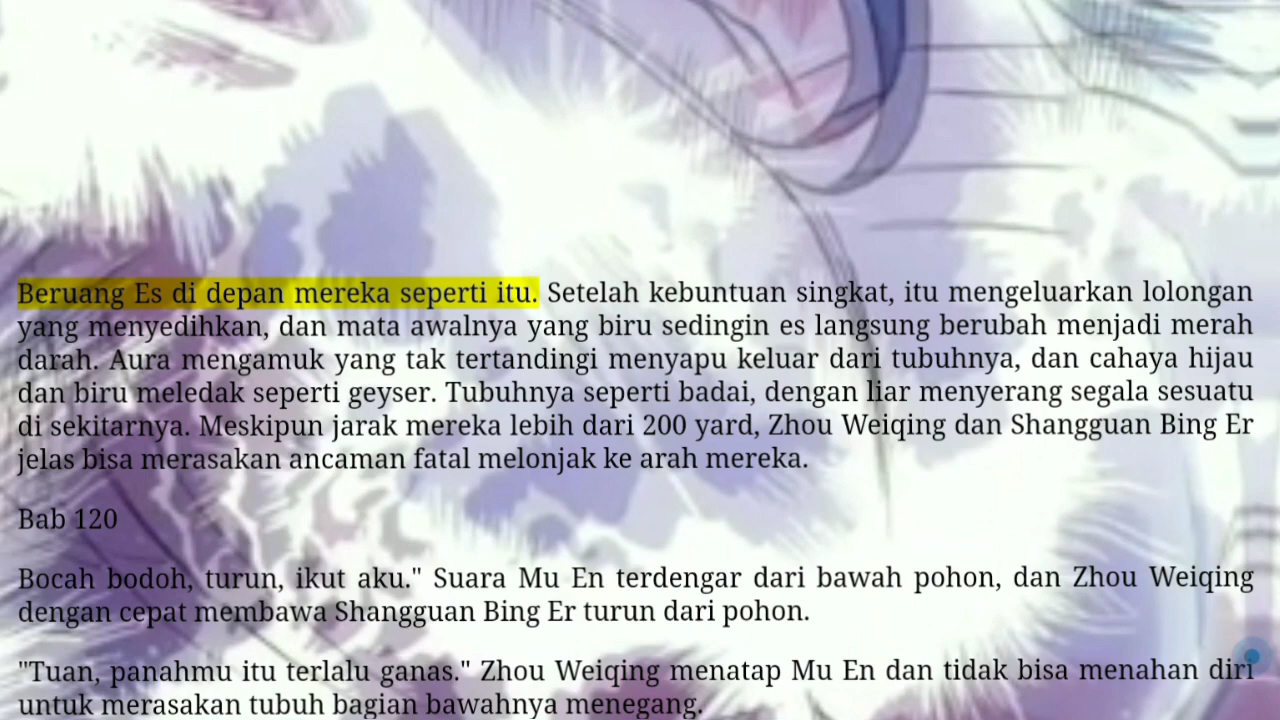 Beruang Es di depan mereka seperti itu. Setelah kebuntuan singkat, itu mengeluarkan lolongan
yang menyedihkan, dan mata awalnya yang biru sedingin es langsung berubah menjadi merah
darah. Aura mengamuk yang tak tertandingi menyapu keluar dari tubuhnya, dan cahaya hijau
dan biru meledak seperti geyser. Tubuhnya seperti badai, dengan liar menyerang segala sesuatu
di sekitarnya. Meskipun jarak mereka lebih dari 200 yard, Zhou Weiqing dan Shangguan Bing Er
jelas bisa merasakan ancaman fatal melonjak ke arah mereka.
Bab 120
Bocah bodoh, turun, ikut aku." Suara Mu En terdengar dari bawah pohon, dan Zhou Weiqing
dengan cepat membawa Shangguan Bing Er turun dari pohon.
"Tuan, panahmu itu terlalu ganas." Zhou Weiqing menatap Mu En dan tidak bisa menahan diri
untuk merasakan tubuh bagian bawahnya menegang.